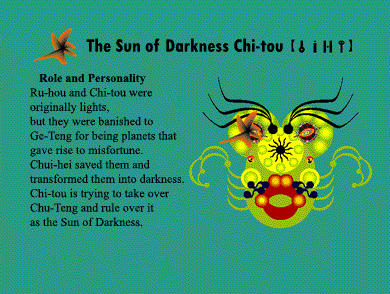 The Sun of Darkness Chi-tou
Role and Personality
Ru-hou and Chi-tou were
originally lights,
but they were banished to
Ge-Teng for being planets that
gave rise to misfortune.
Chui-hei saved them and
transformed them into darkness.
Chi-tou is trying to take over
Chu-Teng and rule over it
as the Sun of Darkness.